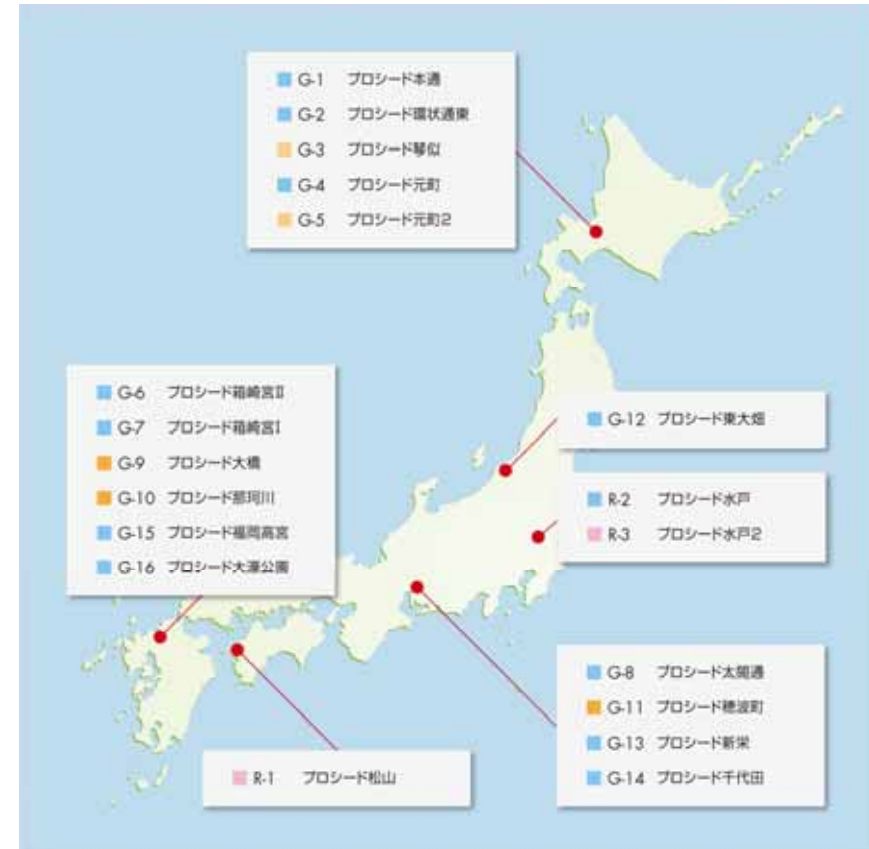 G-1 プロシード本通
G-2 プロシード環状通東
G-3 プロシード琴似
G-4 プロシード元町
G-5 プロシード元町2
G-6 プロシード箱崎宮Ⅱ
G-7 プロシード箱崎宮Ⅰ
G-9 プロシード大橋
G-10 プロシード那珂川
G-15 プロシード福岡高宮
G-16 プロシード大濠公園
G-12 プロシード東大畑
R-2 プロシード水戸
R-3 プロシード水戸2
G-8 プロシード太閤通
G-11 プロシード穂波町
G-13 プロシード新栄
G-14 プロシード千代田
R-1 プロシード松山